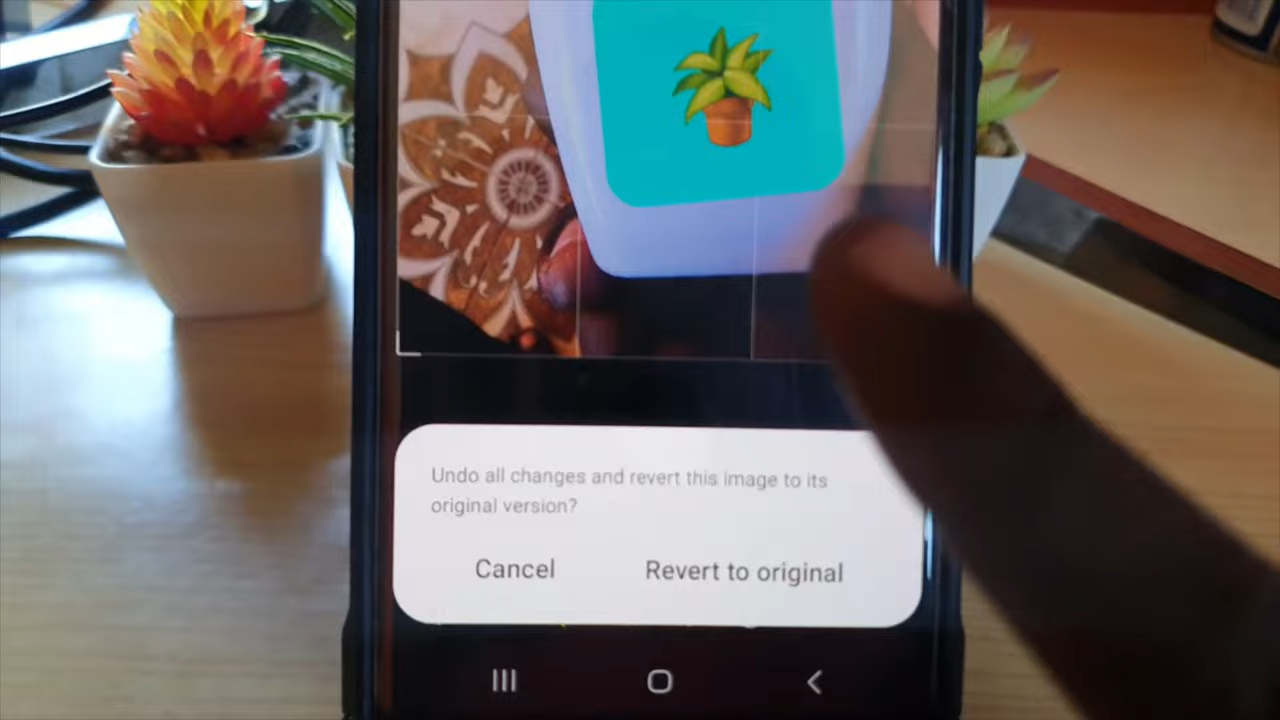 Undo all changes and revert this image to its
original version?
Cancel
Revert to original